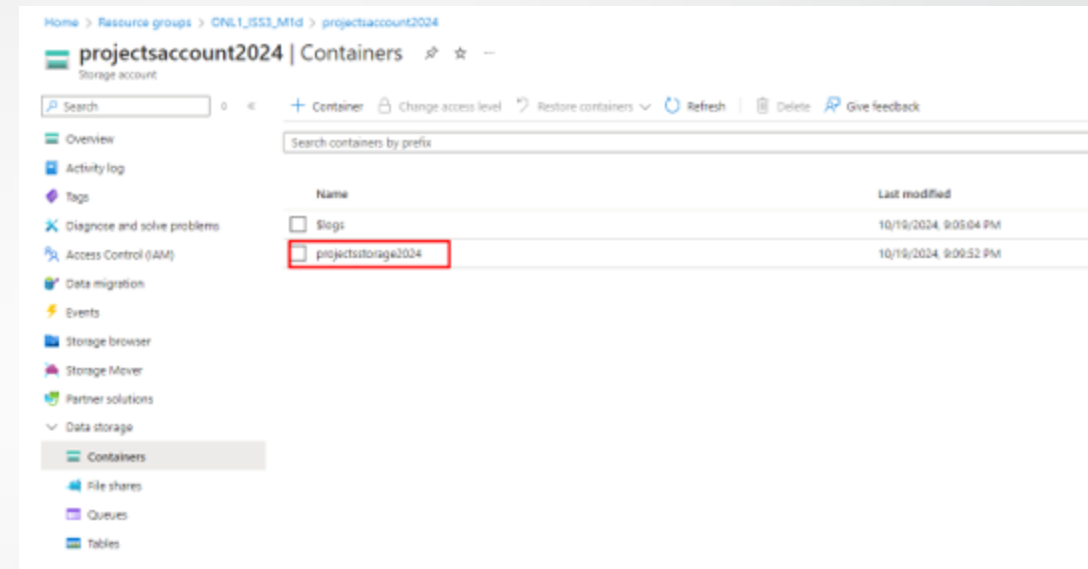 Home > Resource groups > ONL1_ISS3_M1d > projectsaccount2024
projectsaccount2024 | Containers
Storage account
Search
+ Container Change access level Restore containers Refresh Delete Give feedback
Overview
Search containers by prefix
Activity log
Tags
Name Last modified
Diagnose and solve problems
$logs 10/19/2024, 9:05:04 PM
Access Control (IAM)
projectsstorage2024 10/19/2024, 9:09:52 PM
Data migration
Events
Storage browser
Storage Mover
Partner solutions
Data storage
Containers
File shares
Queues
Tables